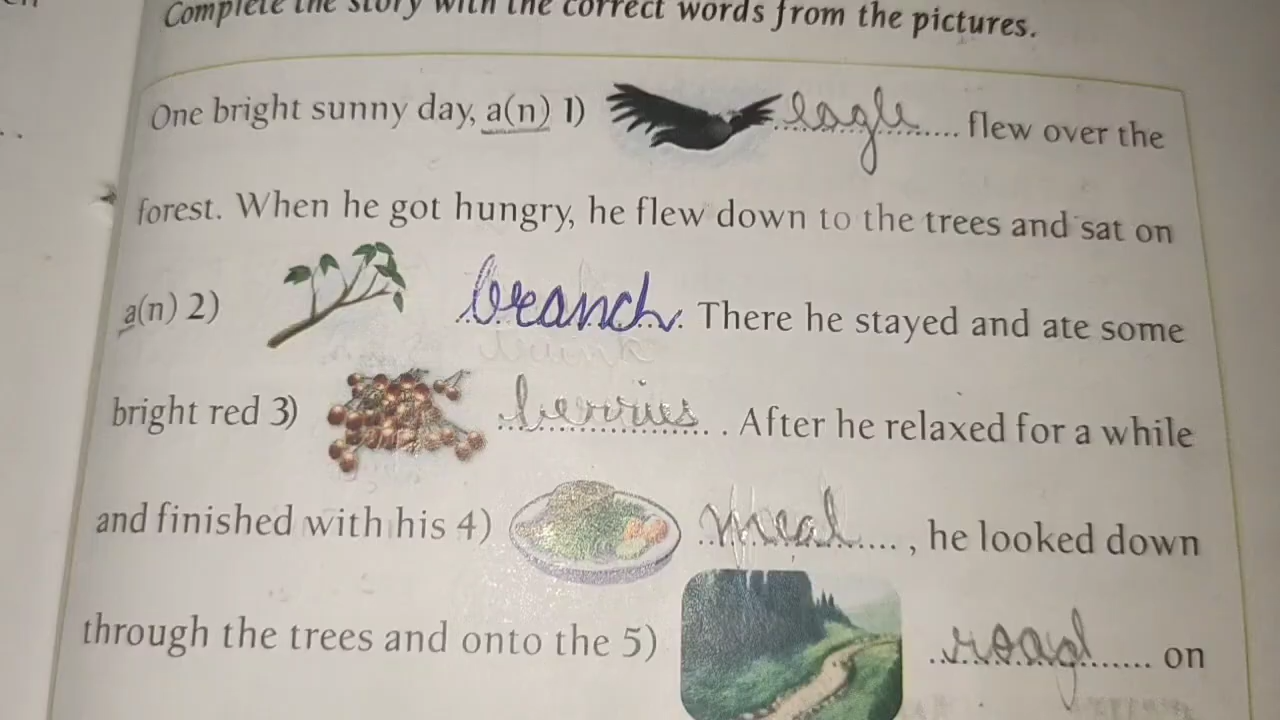 Complete the story with the correct words from the pictures.
One bright sunny day, a(n) 1) eagle flew over the
forest. When he got hungry, he flew down to the trees and sat on
a(n) 2) branch. There he stayed and ate some
bright red 3) berries. After he relaxed for a while
and finished with his 4) meal, he looked down
through the trees and onto the 5) road on